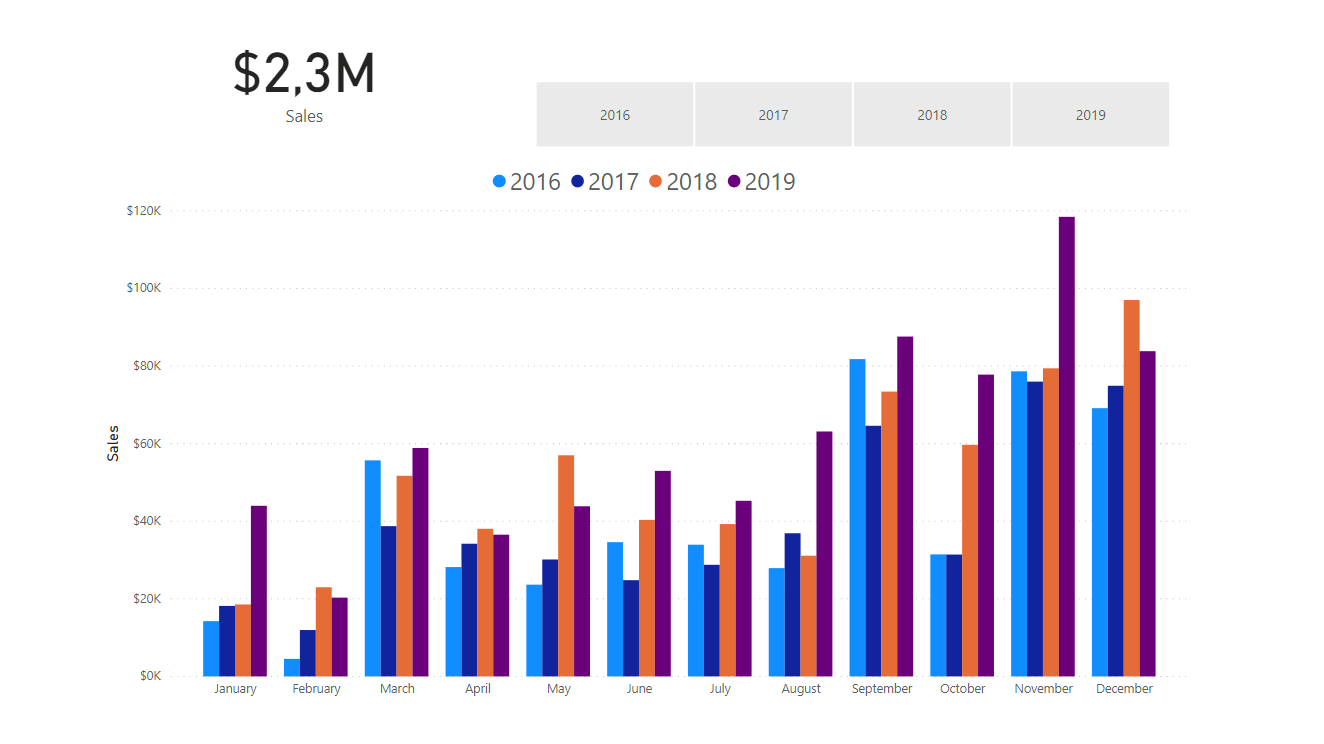 $2,3M
Sales
2016 2017 2018 2019
2016 2017 2018 2019
$120K
$100K
$80K
$60K
$40K
$20K
$0K
Sales
January February March April May June July August September October November December